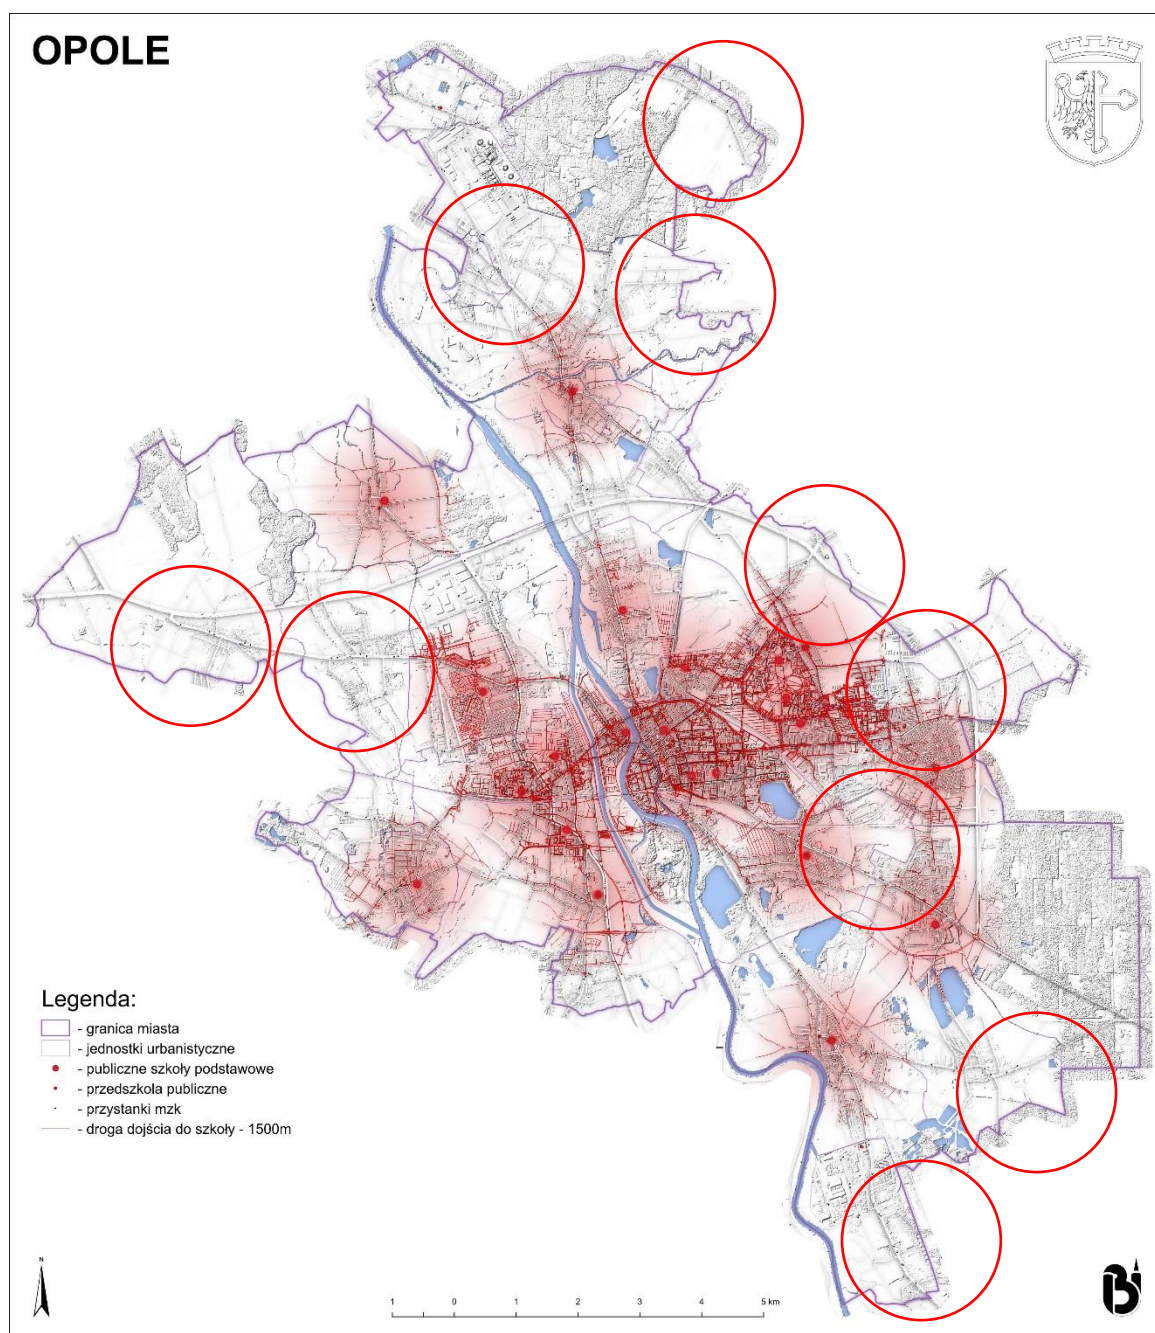 OPOLE
Legenda:
- granica miasta
- jednostki urbanistyczne
- publiczne szkoły podstawowe
- przedszkola publiczne
- przystanki mzk
- droga dojścia do szkoły - 1500m
N
1 0 1 2 3 4 5 km